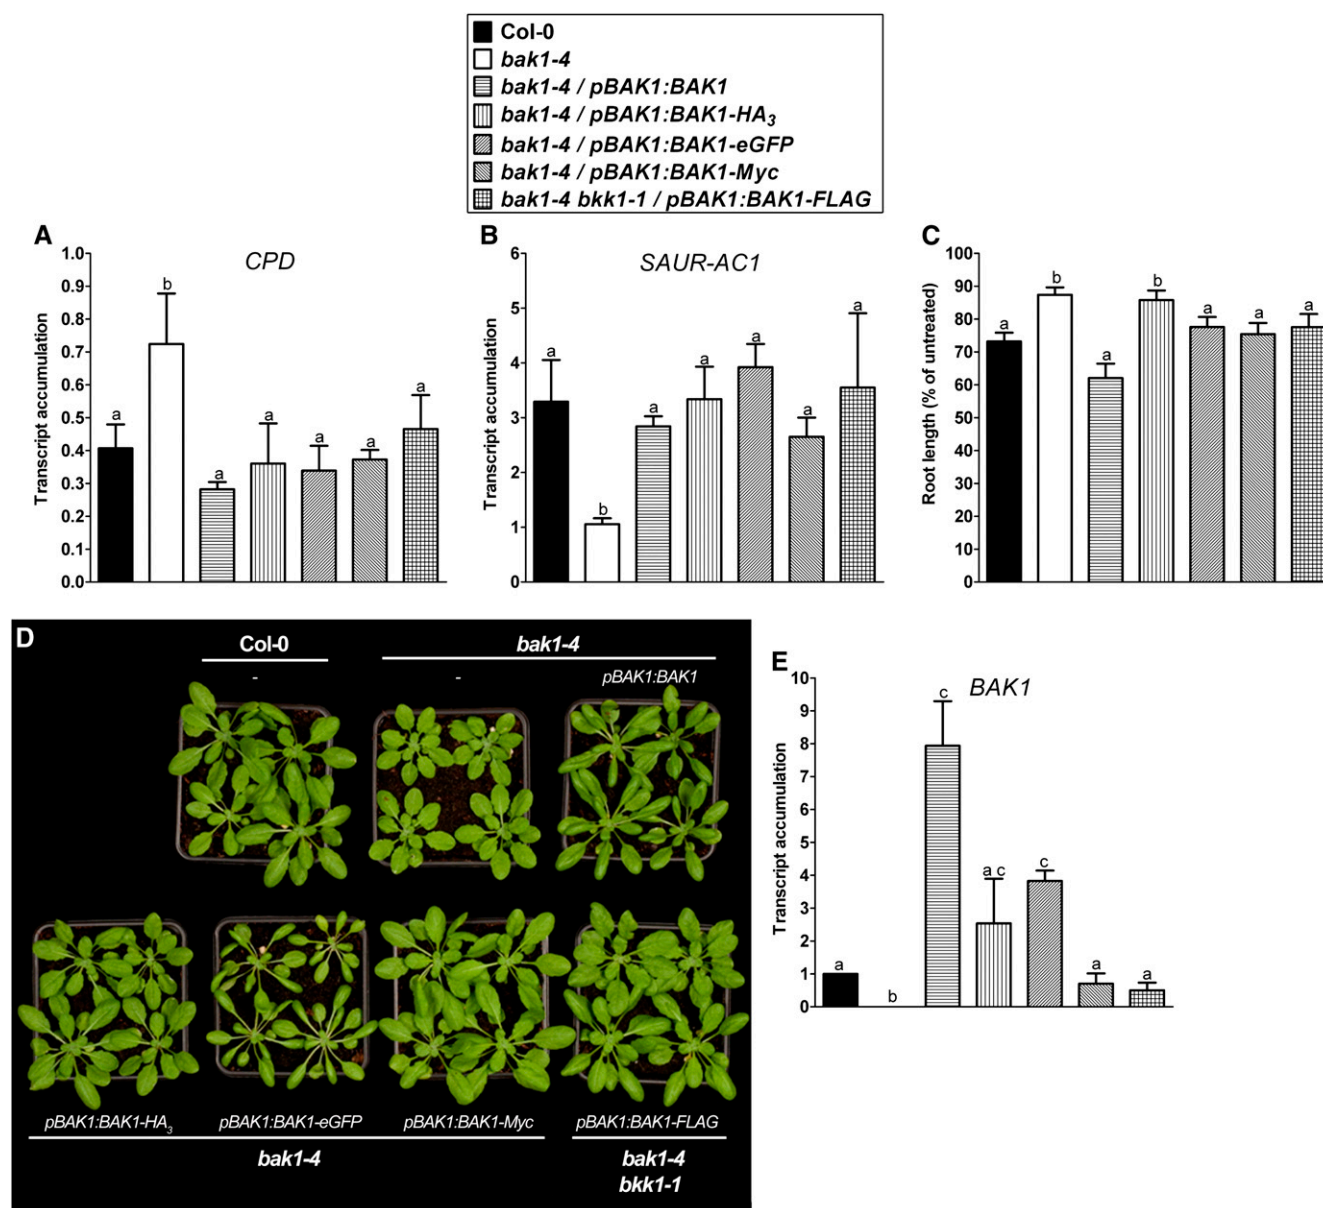 Col-0
bak1-4
bak1-4 / pBAK1:BAK1
bak1-4 / pBAK1:BAK1-HA3
bak1-4 / pBAK1:BAK1-eGFP
bak1-4 / pBAK1:BAK1-Myc
bak1-4 bkk1-1 / pBAK1:BAK1-FLAG
A
CPD
Transcript accumulation
1.0
0.9
0.8
0.7
0.6
0.5
0.4
0.3
0.2
0.1
0.0
a
b
a
a
a
a
a
B
SAUR-AC1
Transcript accumulation
6
5
4
3
2
1
0
a
b
a
a
a
a
a
C
Root length (% of untreated)
100
90
80
70
60
50
40
30
20
10
0
a
b
a
b
a
a
a
D
Col-0
bak1-4
-
-
pBAK1:BAK1
pBAK1:BAK1-HA3
pBAK1:BAK1-eGFP
pBAK1:BAK1-Myc
pBAK1:BAK1-FLAG
bak1-4
bak1-4
bkk1-1
E
BAK1
Transcript accumulation
10
9
8
7
6
5
4
3
2
1
0
a
b
c
a c
c
a
a